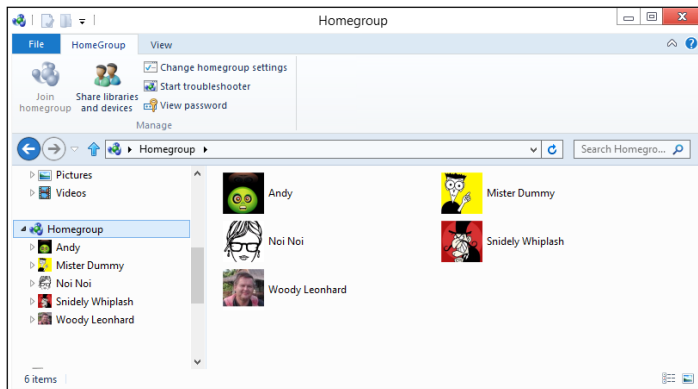 Homegroup
File HomeGroup View
Join homegroup
Share libraries and devices
Change homegroup settings
Start troubleshooter
View password
Manage
Homegroup
Search Homegro...
Pictures
Videos
Homegroup
Andy
Mister Dummy
Noi Noi
Snidely Whiplash
Woody Leonhard
Andy
Mister Dummy
Noi Noi
Snidely Whiplash
Woody Leonhard
6 items